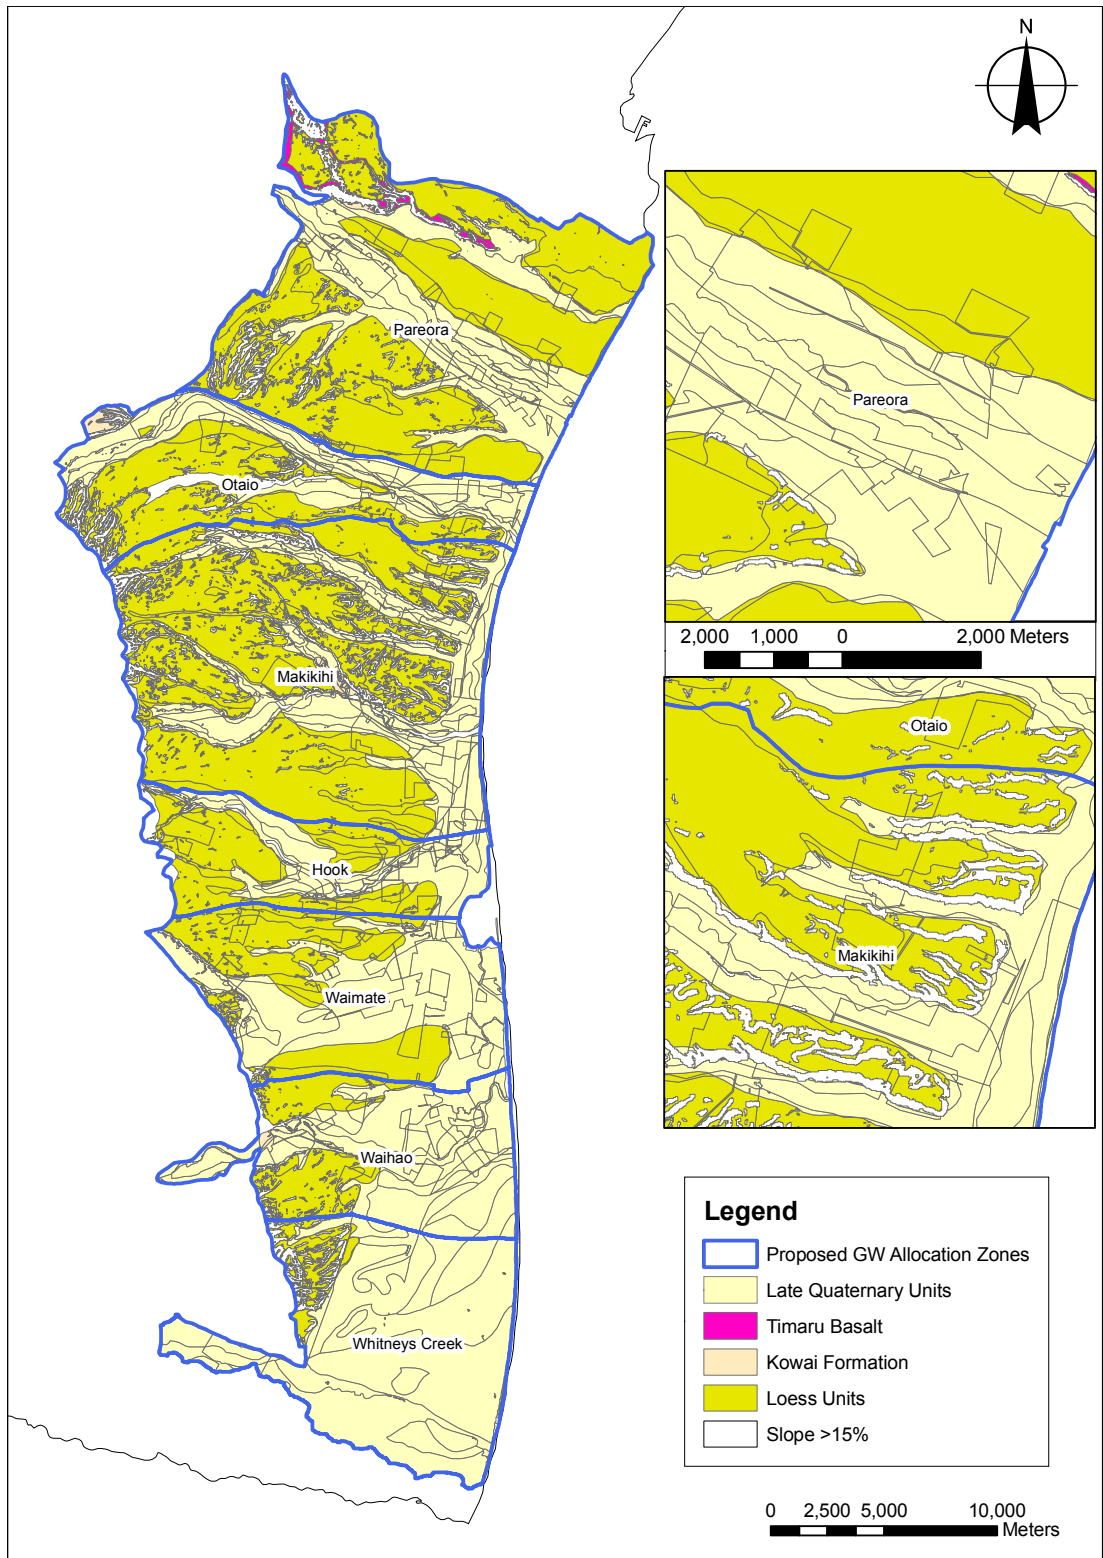 N
Pareora
Otaio
Makikihi
Hook
Waimate
Waihao
Whitneys Creek
Pareora
2,000 1,000 0 2,000 Meters
Otaio
Makikihi
Legend
Proposed GW Allocation Zones
Late Quaternary Units
Timaru Basalt
Kowai Formation
Loess Units
Slope >15%
0 2,500 5,000 10,000
Meters